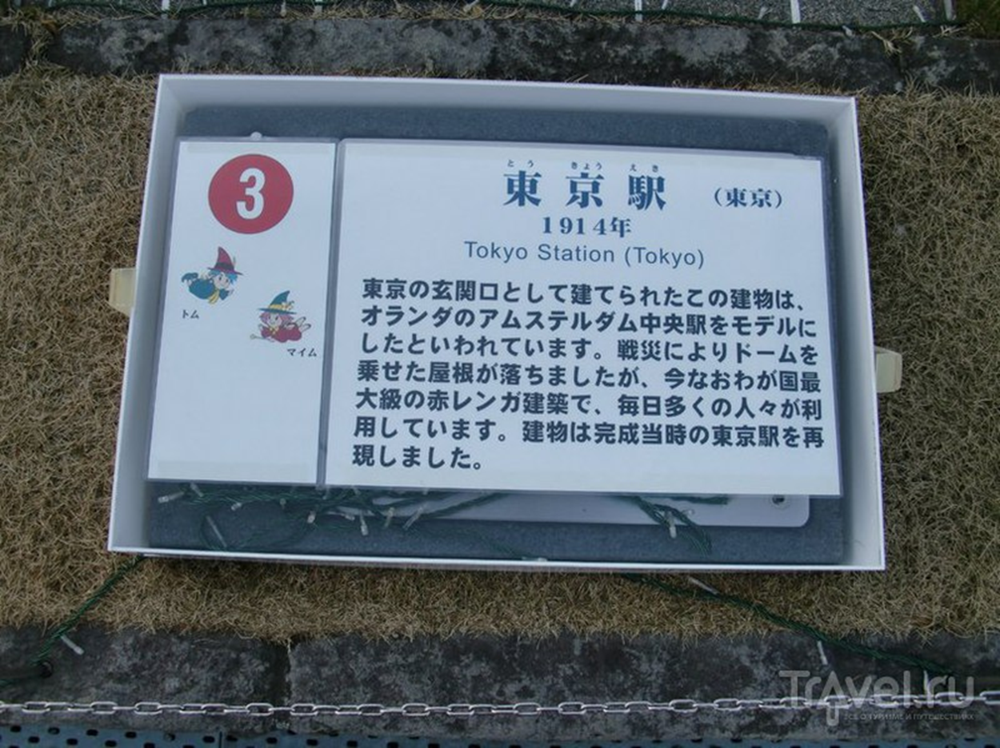 3
トム
マイム
とう きょう えき
東京駅 (東京)
1914年
Tokyo Station (Tokyo)
東京の玄関口として建てられたこの建物は、
オランダのアムステルダム中央駅をモデルに
したといわれています。戦災によりドームを
乗せた屋根が落ちましたが、今なおわが国最
大級の赤レンガ建築で、毎日多くの人々が利
用しています。建物は完成当時の東京駅を再
現しました。
Travel.ru
ВСЕ О ТУРИЗМЕ И ПУТЕШЕСТВИЯХ